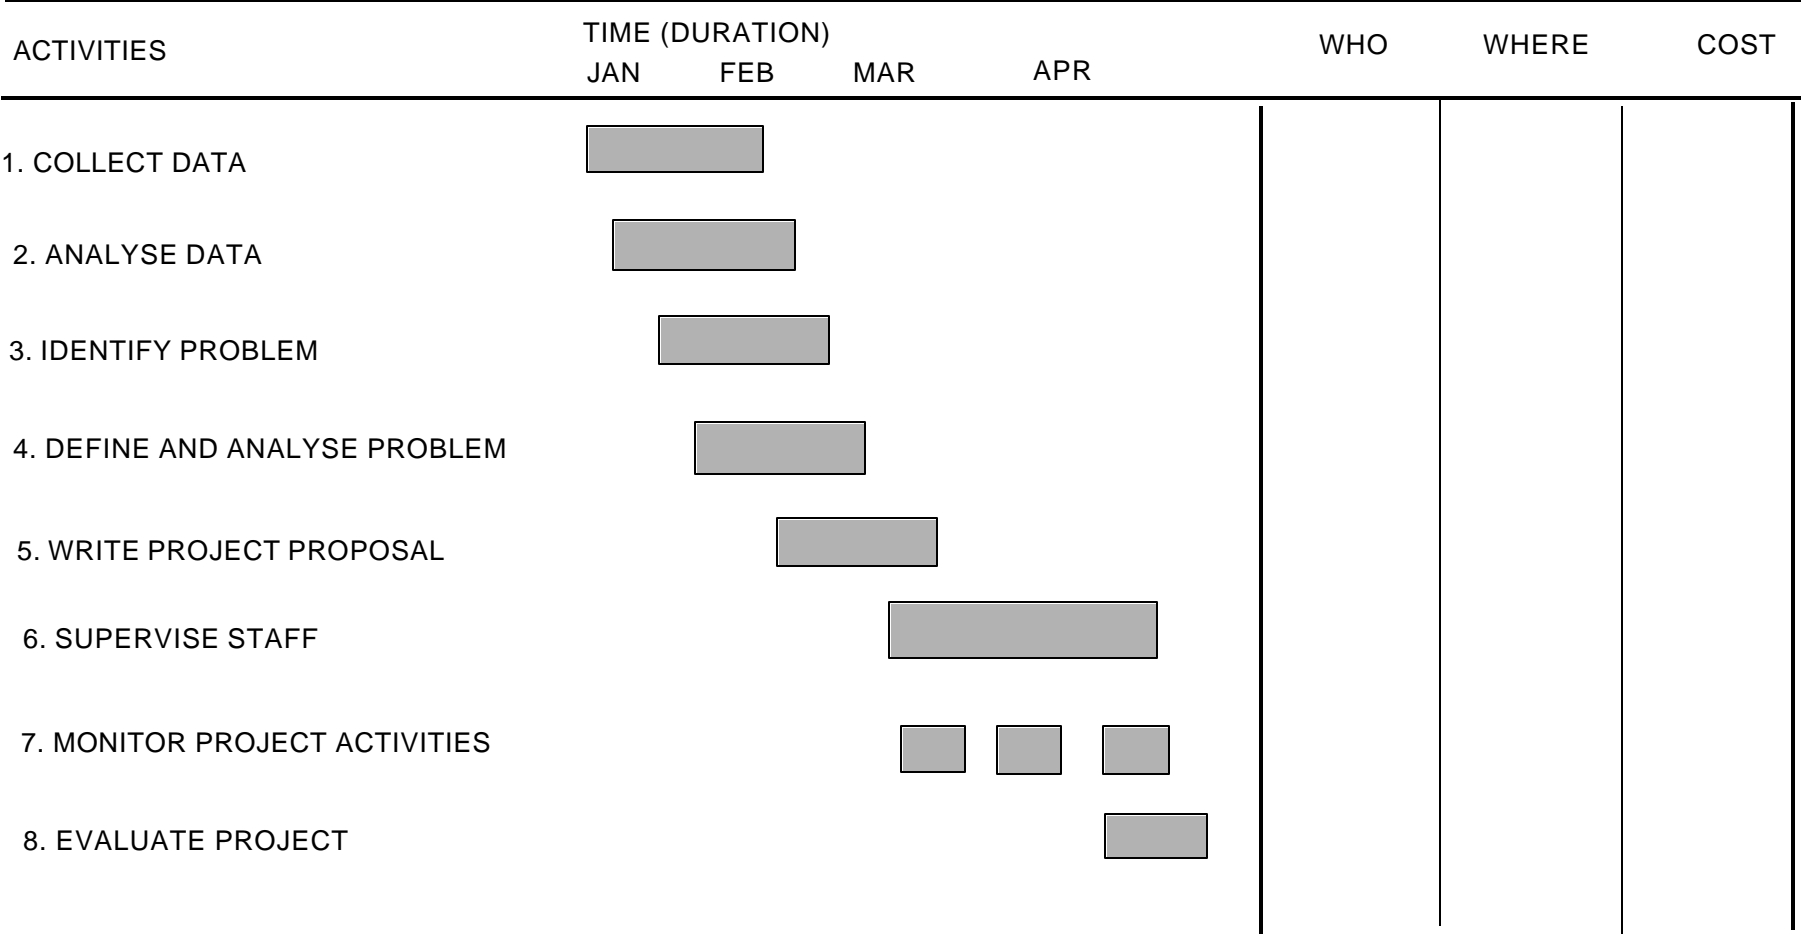 ACTIVITIES
TIME (DURATION)
JAN FEB MAR APR
WHO WHERE COST
1. COLLECT DATA
2. ANALYSE DATA
3. IDENTIFY PROBLEM
4. DEFINE AND ANALYSE PROBLEM
5. WRITE PROJECT PROPOSAL
6. SUPERVISE STAFF
7. MONITOR PROJECT ACTIVITIES
8. EVALUATE PROJECT